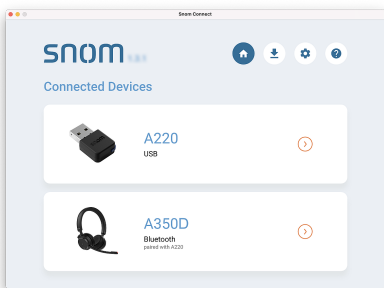 Snom Connect
snom
Connected Devices
A220
USB
A350D
Bluetooth
paired with A220